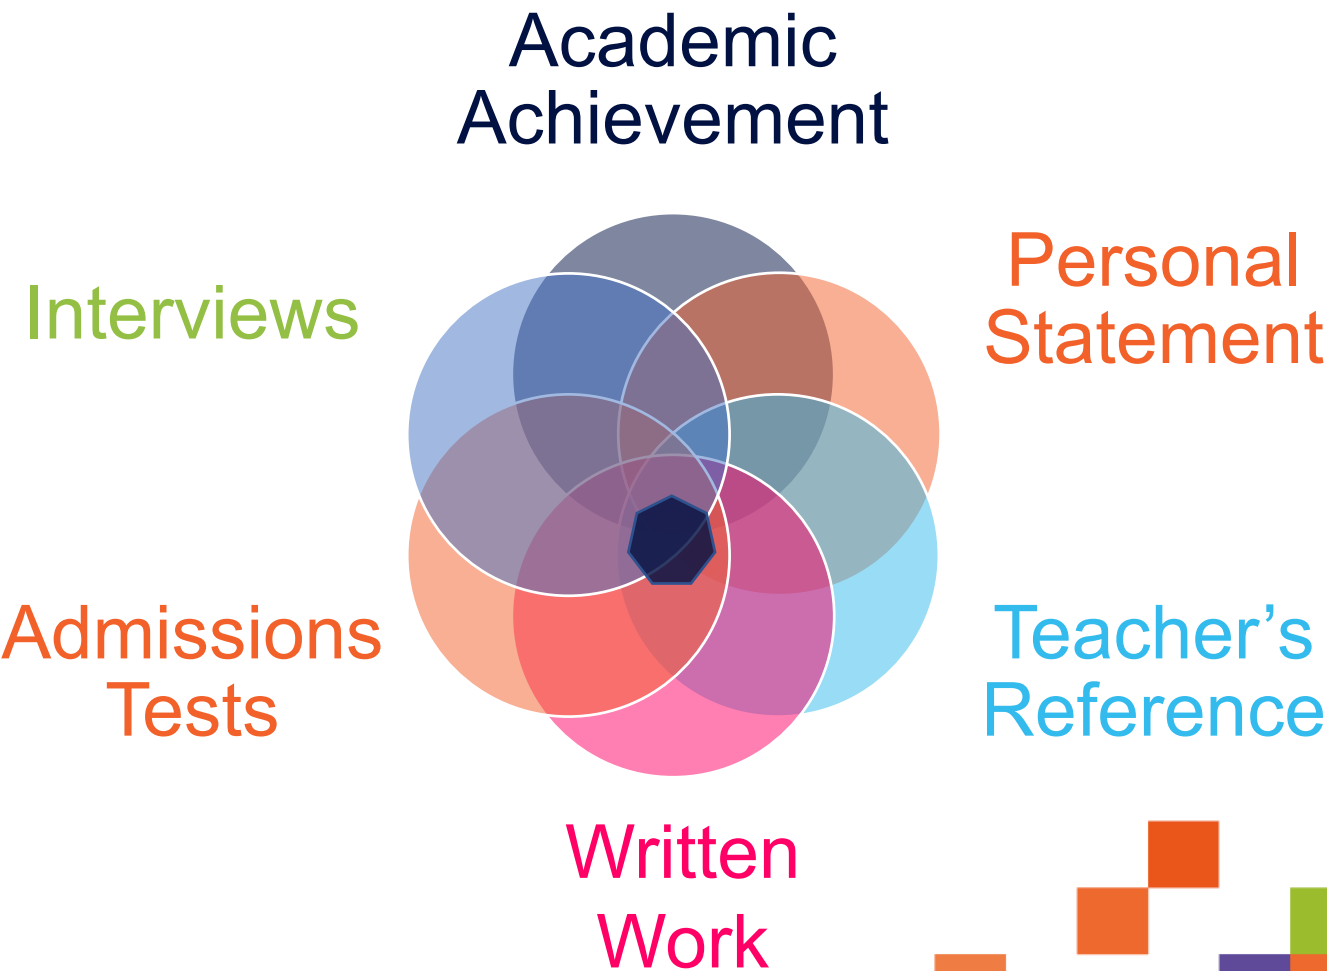 Academic
Achievement
Personal
Statement
Interviews
Teacher’s
Reference
Admissions
Tests
Written
Work